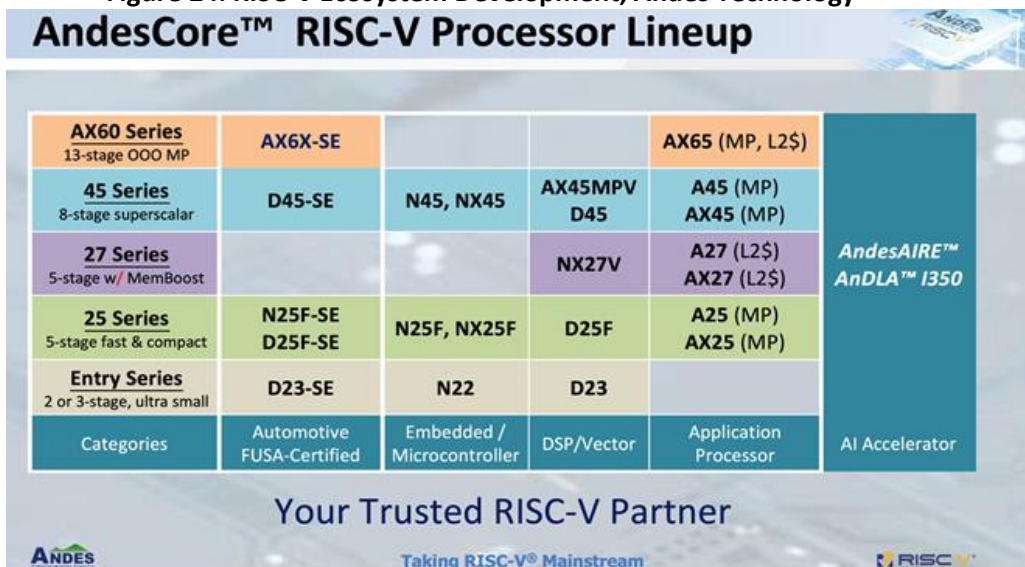 AndesCore™ RISC-V Processor Lineup
AX60 Series
13-stage OOO MP
AX6X-SE
AX65 (MP, L2$)
45 Series
8-stage superscalar
D45-SE
N45, NX45
AX45MPV
D45
A45 (MP)
AX45 (MP)
27 Series
5-stage w/ MemBoost
NX27V
A27 (L2$)
AX27 (L2$)
25 Series
5-stage fast & compact
N25F-SE
D25F-SE
N25F, NX25F
D25F
A25 (MP)
AX25 (MP)
Entry Series
2 or 3-stage, ultra small
D23-SE
N22
D23
AndesAIRE™
AnDLA™ I350
Categories
Automotive
FUSA-Certified
Embedded /
Microcontroller
DSP/Vector
Application
Processor
AI Accelerator
Your Trusted RISC-V Partner
ANDES
Taking RISC-V® Mainstream
RISC-V